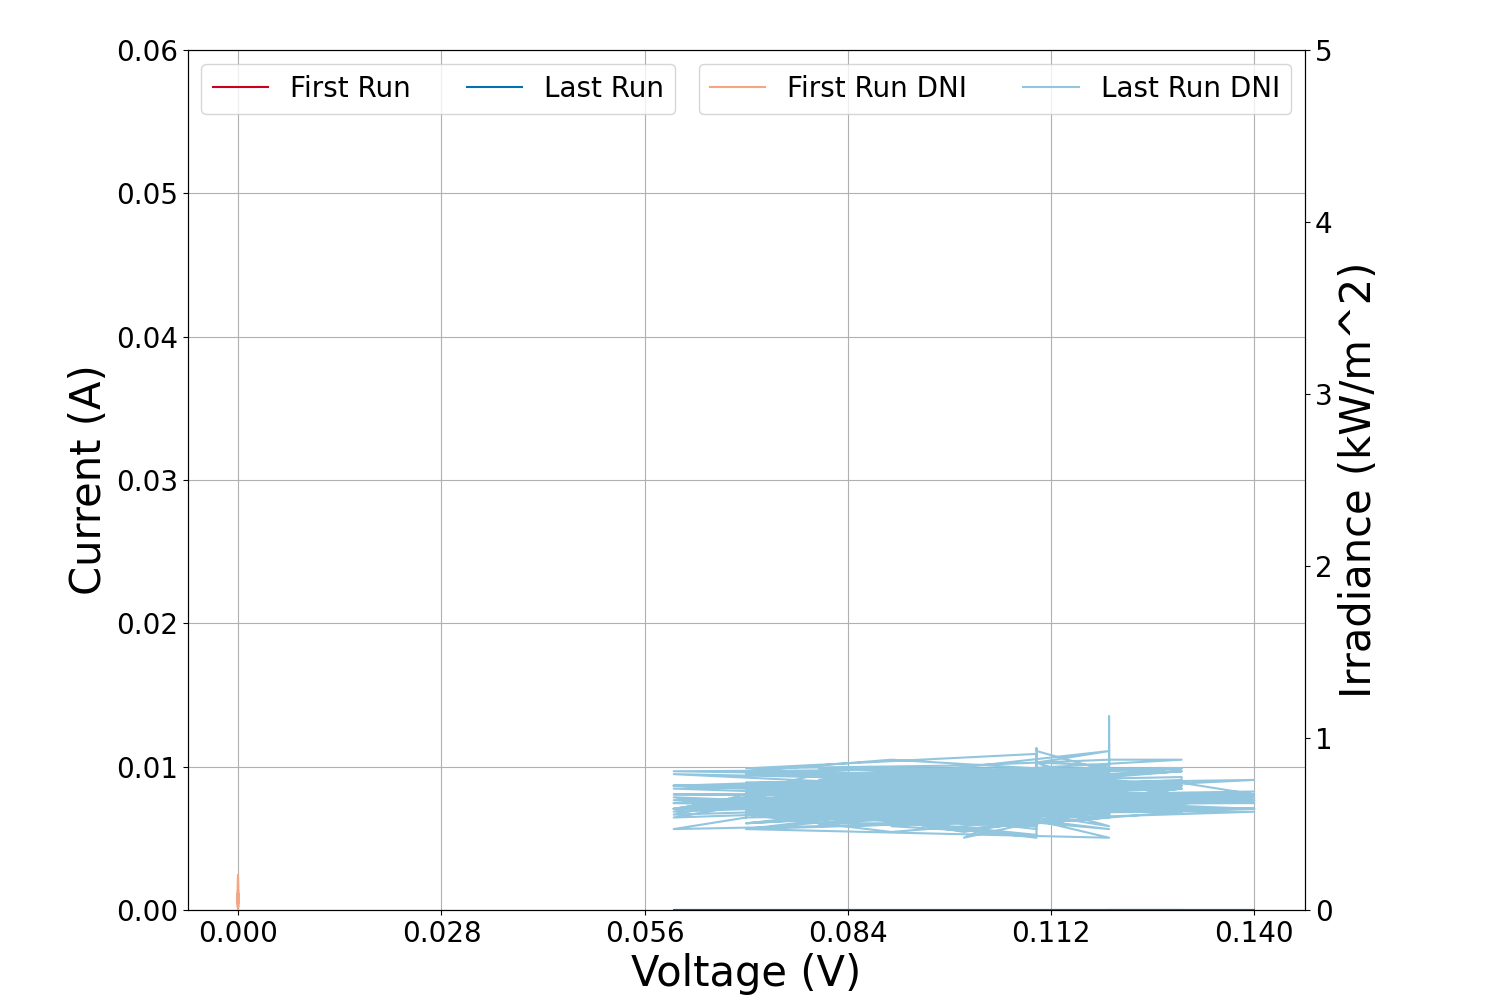 First Run
Last Run
First Run DNI
Last Run DNI
0.06
0.05
0.04
0.03
0.02
0.01
0.00
Current (A)
5
4
3
2
1
0
Irradiance (kW/m^2)
0.000
0.028
0.056
0.084
0.112
0.140
Voltage (V)